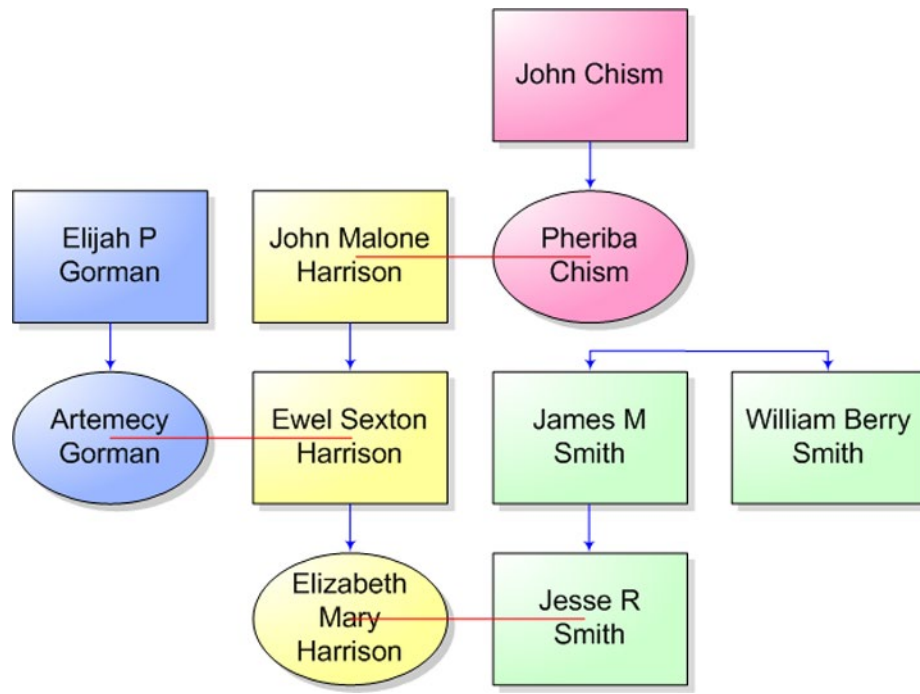 John Chism
Elijah P
Gorman
John Malone
Harrison
Pheriba
Chism
Artemecy
Gorman
Ewel Sexton
Harrison
James M
Smith
William Berry
Smith
Elizabeth
Mary
Harrison
Jesse R
Smith